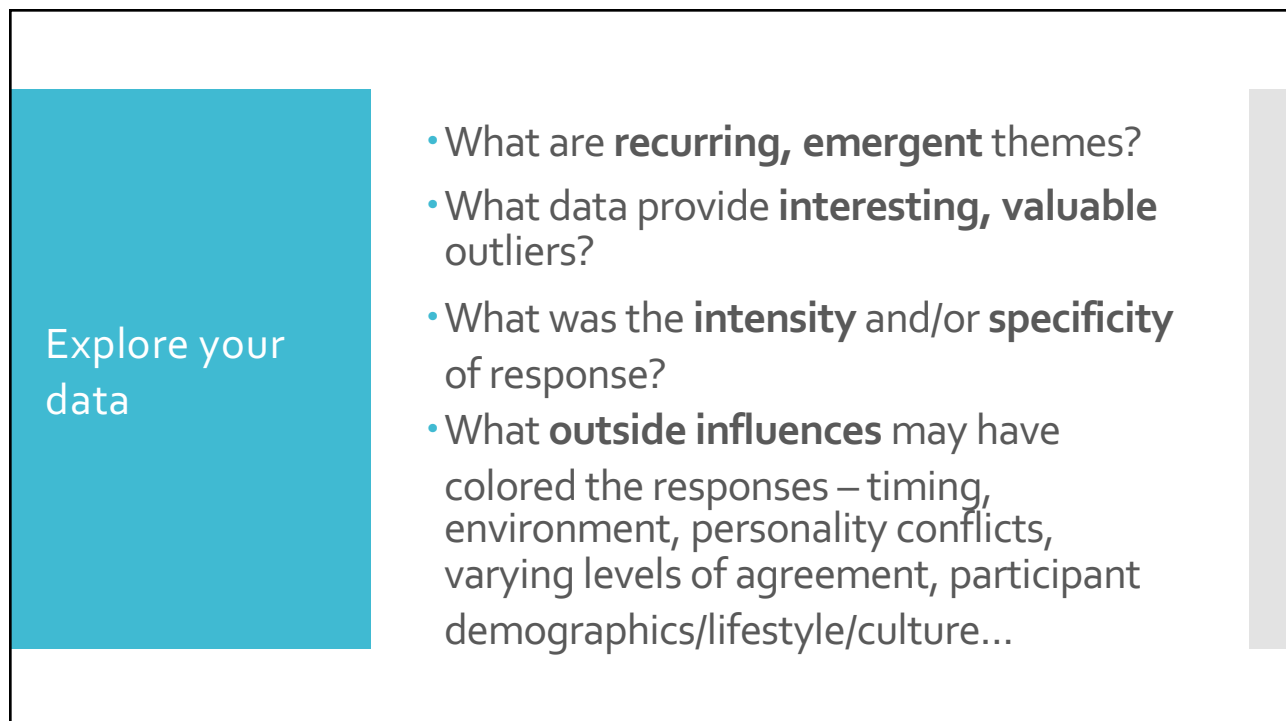 Explore your
data
• What are recurring, emergent themes?
• What data provide interesting, valuable
outliers?
• What was the intensity and/or specificity
of response?
• What outside influences may have
colored the responses – timing,
environment, personality conflicts,
varying levels of agreement, participant
demographics/lifestyle/culture...